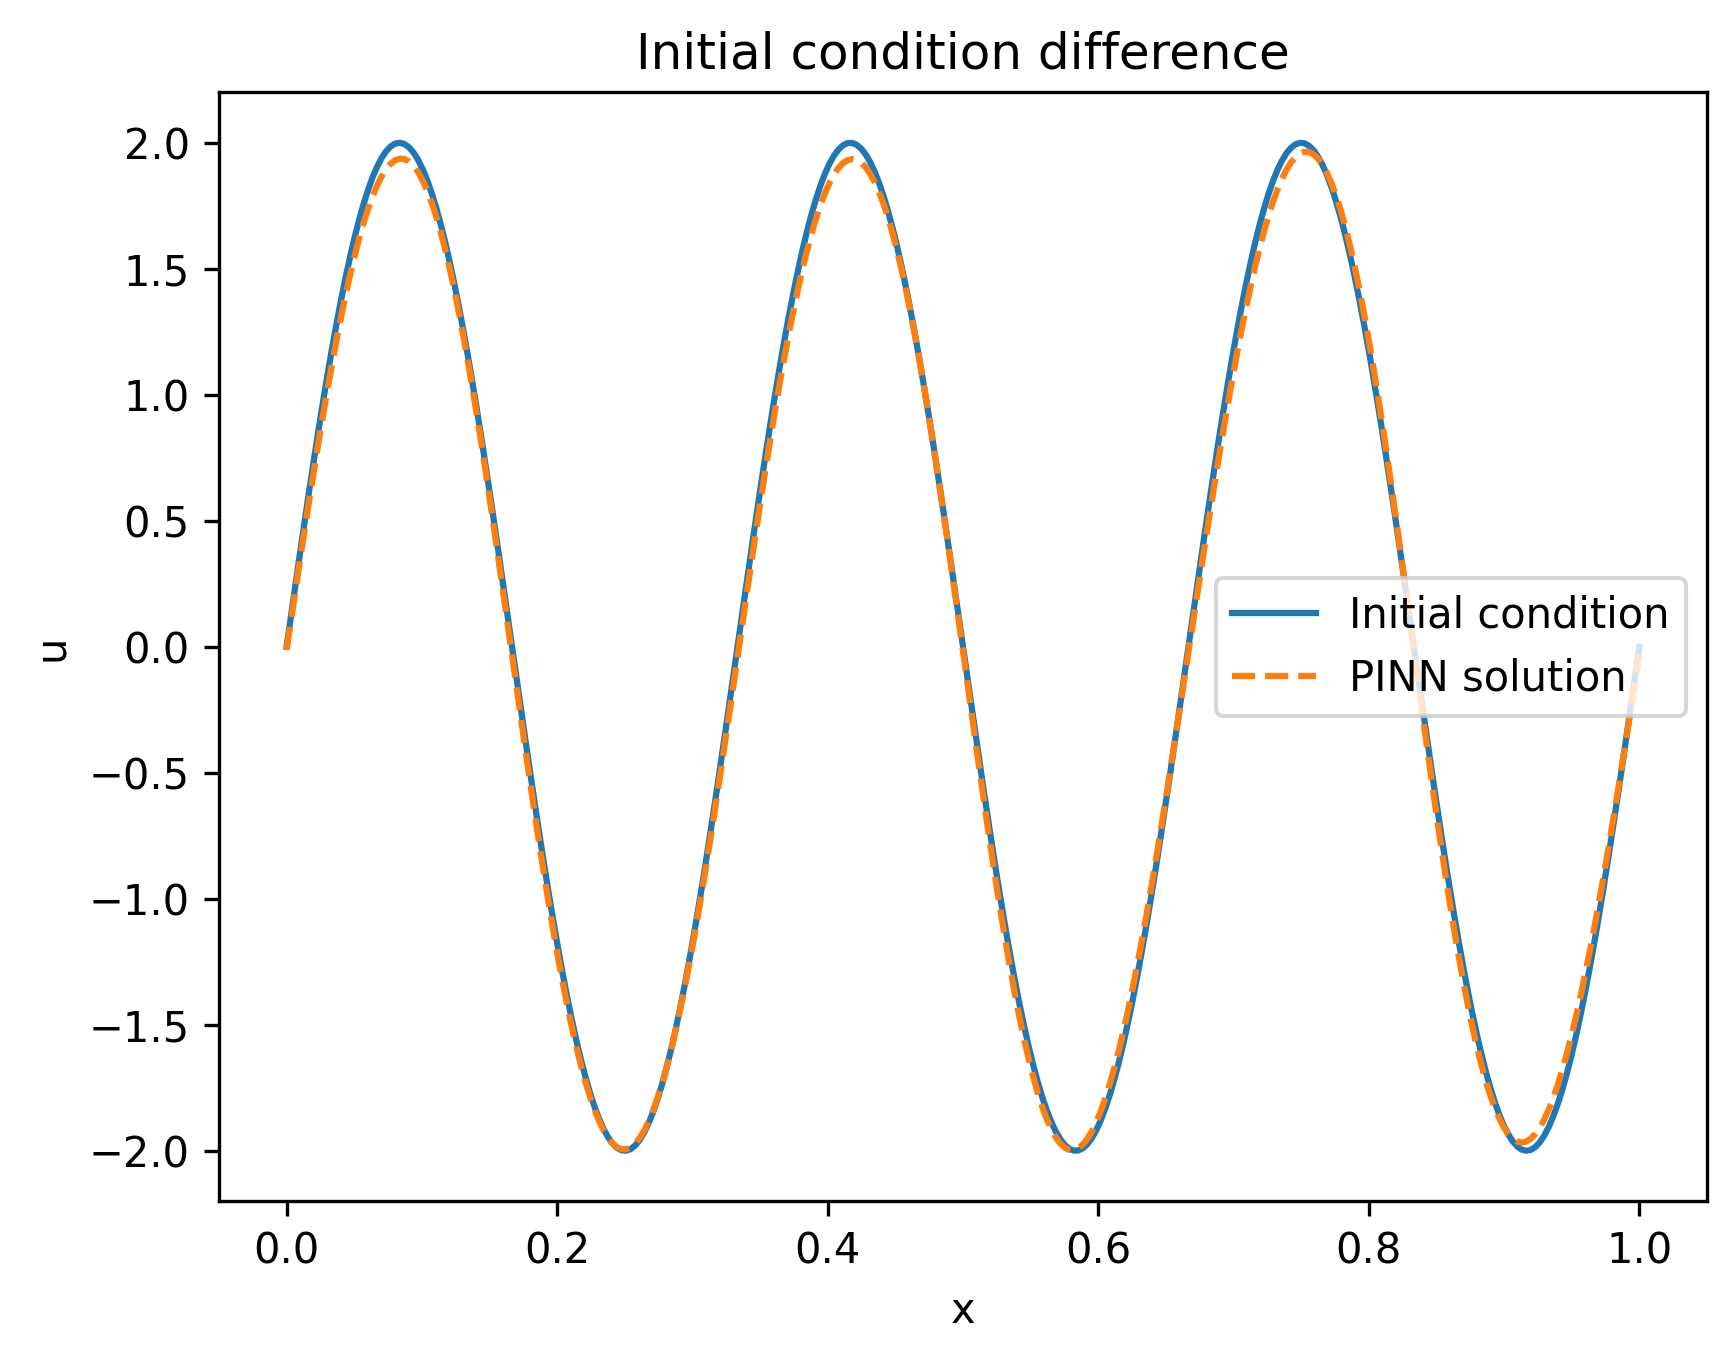 Initial condition difference
2.0
1.5
1.0
0.5
0.0
−0.5
−1.0
−1.5
−2.0
u
Initial condition
PINN solution
0.0 0.2 0.4 0.6 0.8 1.0
x